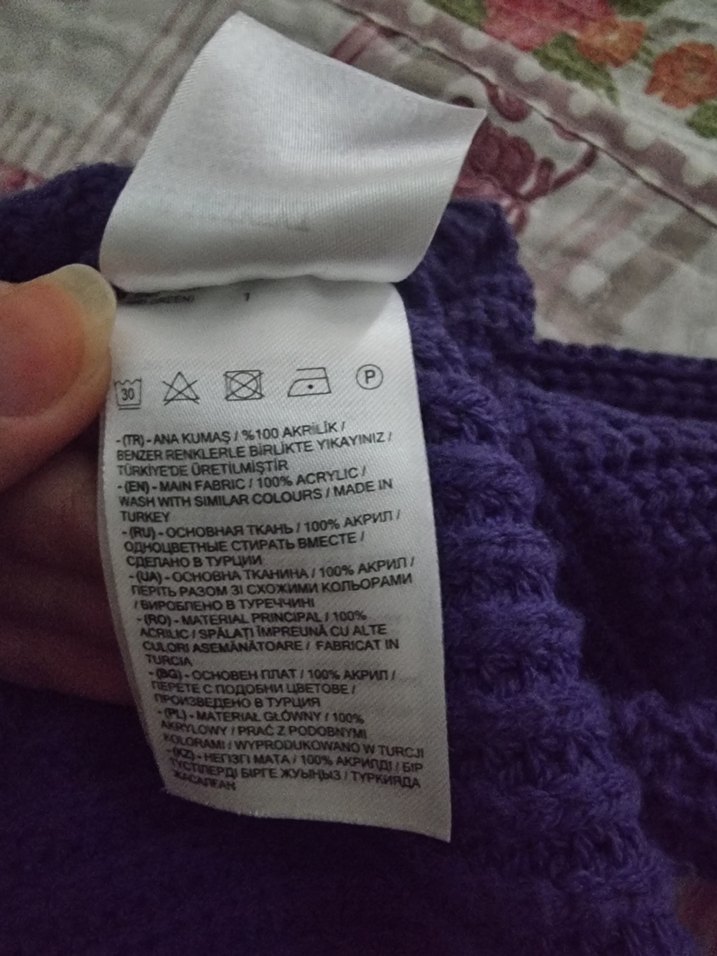 1
30
P
-(TR)- ANA KUMAŞ / %100 AKRİLİK /
BENZER RENKLERLE BİRLİKTE YIKAYINIZ /
TÜRKİYE'DE ÜRETİLMİŞTİR
-(EN)- MAIN FABRIC / 100% ACRYLIC /
WASH WITH SIMILAR COLOURS / MADE IN
TURKEY
-(RU)- ОСНОВНАЯ ТКАНЬ / 100% АКРИЛ /
ОДНОЦВЕТНЫЕ СТИРАТЬ ВМЕСТЕ /
СДЕЛАНО В ТУРЦИИ
-(UA)- ОСНОВНА ТКАНИНА / 100% АКРИЛ /
ПЕРІТЬ РАЗОМ ЗІ СХОЖИМИ КОЛЬОРАМИ
/ ВИРОБЛЕНО В ТУРЕЧЧИНІ
-(RO)- MATERIAL PRINCIPAL / 100%
ACRILIC / SPĂLAȚI ÎMPREUNĂ CU ALTE
CULORI ASEMĂNĂTOARE / FABRICAT IN
TURCIA
-(BG)- ОСНОВЕН ПЛАТ / 100% АКРИЛ /
ПЕРЕТЕ С ПОДОБНИ ЦВЕТОВЕ /
ПРОИЗВЕДЕНО В ТУРЦИЯ
-(PL)- MATERIAŁ GŁÓWNY / 100%
AKRYLOWY / PRAĆ Z PODOBNYMI
KOLORAMI / WYPRODUKOWANO W TURCJI
-(KZ)- НЕГІЗГІ МАТА / 100% АКРИЛДІ / БІР
ТҮСТІЛЕРДІ БІРГЕ ЖУЫҢЫЗ / ТҮРКИЯДА
ЖАСАЛҒАН